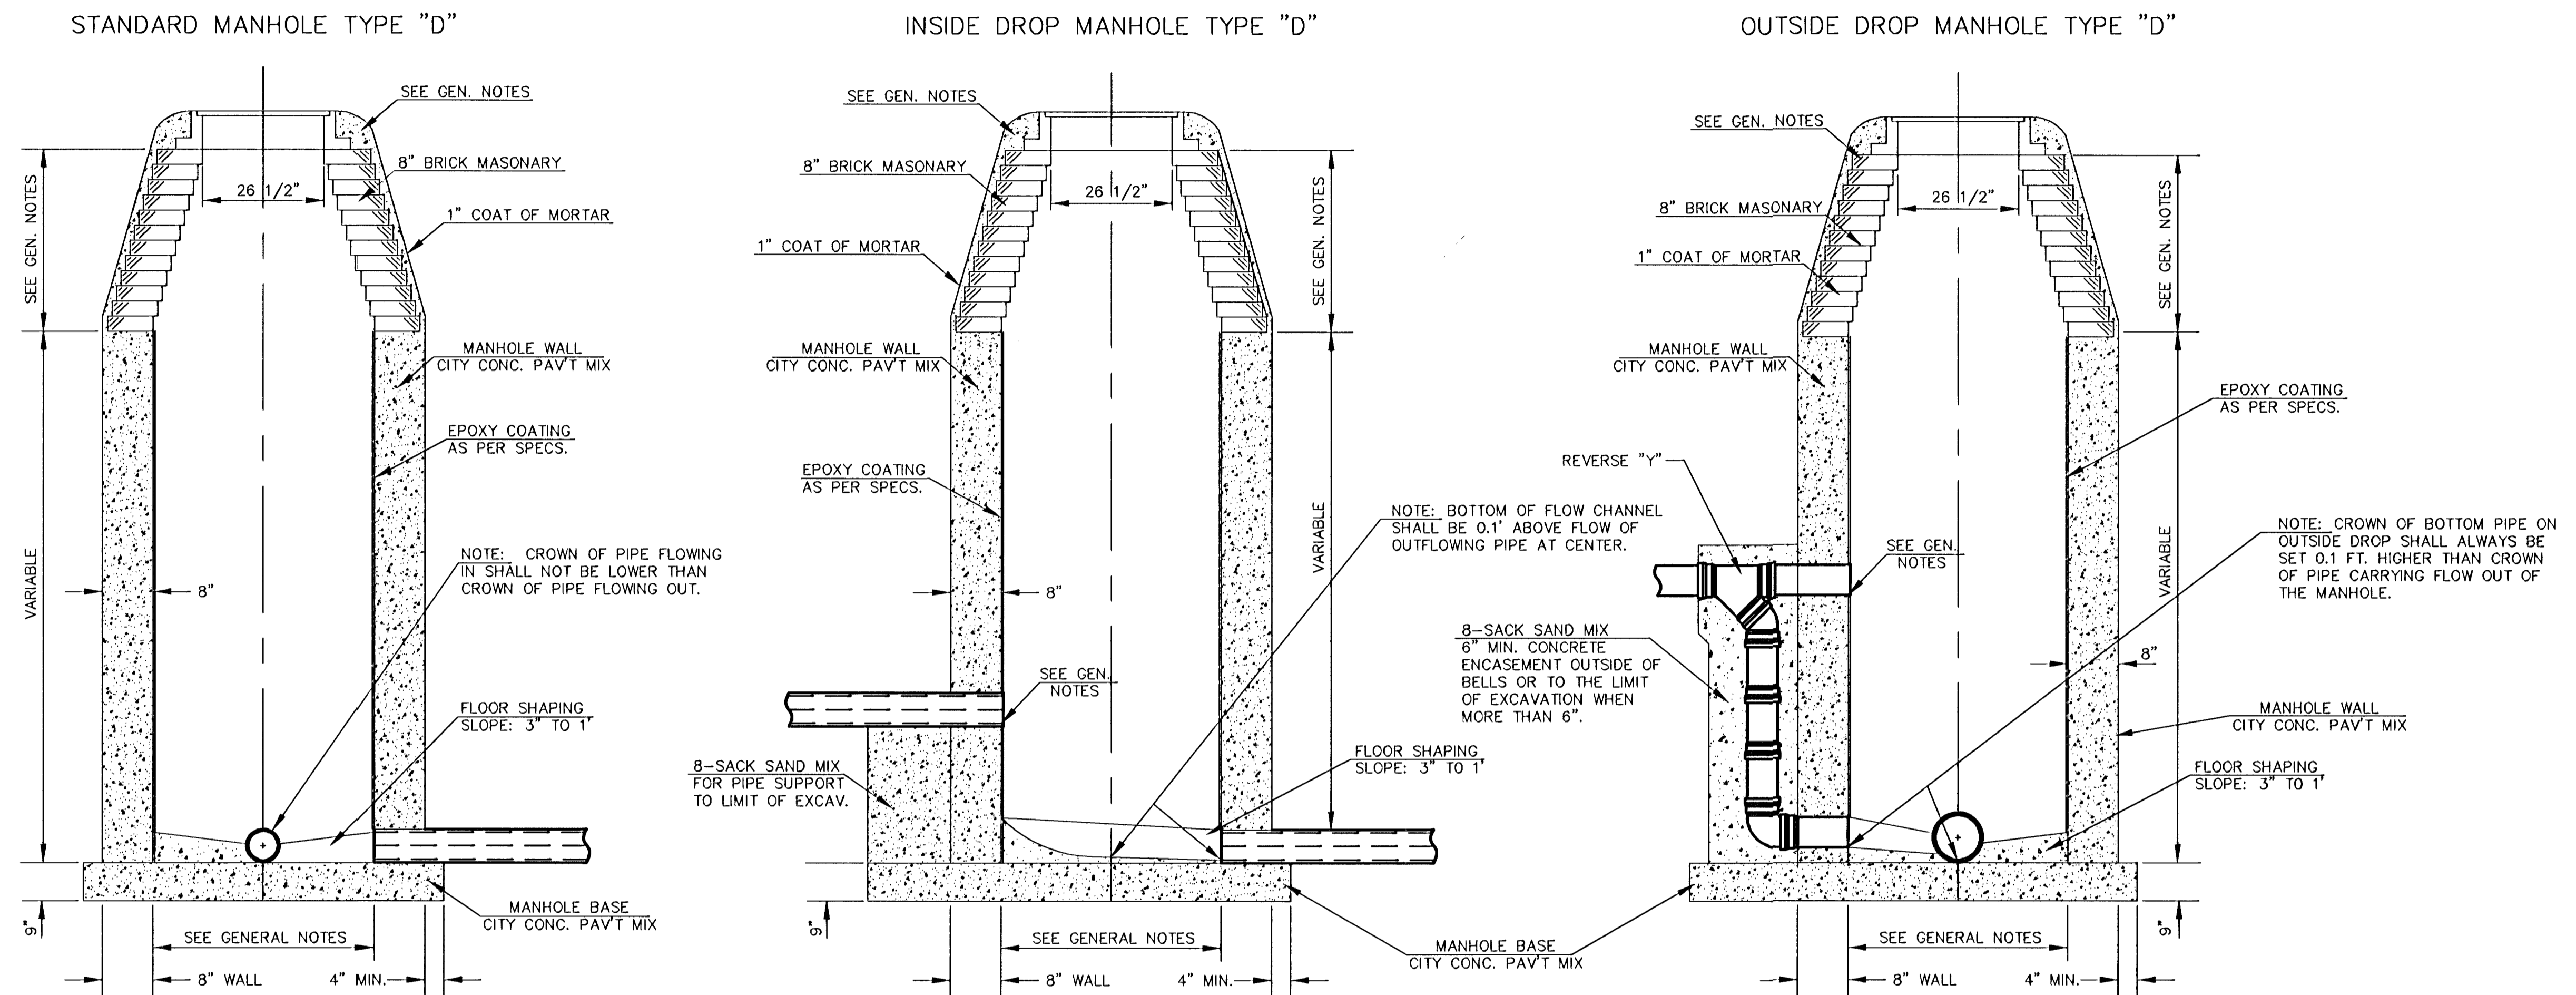 STANDARD MANHOLE TYPE "D"
SEE GEN. NOTES
8" BRICK MASONARY
26 1/2"
1" COAT OF MORTAR
SEE GEN. NOTES
MANHOLE WALL
CITY CONC. PAV'T MIX
EPOXY COATING
AS PER SPECS.
VARIABLE
NOTE: CROWN OF PIPE FLOWING
IN SHALL NOT BE LOWER THAN
CROWN OF PIPE FLOWING OUT.
8"
FLOOR SHAPING
SLOPE: 3" TO 1'
9"
MANHOLE BASE
CITY CONC. PAV'T MIX
SEE GENERAL NOTES
8" WALL
4" MIN.
INSIDE DROP MANHOLE TYPE "D"
SEE GEN. NOTES
8" BRICK MASONARY
26 1/2"
1" COAT OF MORTAR
SEE GEN. NOTES
MANHOLE WALL
CITY CONC. PAV'T MIX
EPOXY COATING
AS PER SPECS.
VARIABLE
NOTE: BOTTOM OF FLOW CHANNEL
SHALL BE 0.1' ABOVE FLOW OF
OUTFLOWING PIPE AT CENTER.
8"
SEE GEN.
NOTES
8-SACK SAND MIX
FOR PIPE SUPPORT
TO LIMIT OF EXCAV.
FLOOR SHAPING
SLOPE: 3" TO 1'
9"
SEE GENERAL NOTES
MANHOLE BASE
CITY CONC. PAV'T MIX
8" WALL
4" MIN.
OUTSIDE DROP MANHOLE TYPE "D"
SEE GEN. NOTES
8" BRICK MASONARY
26 1/2"
1" COAT OF MORTAR
SEE GEN. NOTES
MANHOLE WALL
CITY CONC. PAV'T MIX
EPOXY COATING
AS PER SPECS.
REVERSE "Y"
SEE GEN.
NOTES
VARIABLE
NOTE: CROWN OF BOTTOM PIPE ON
OUTSIDE DROP SHALL ALWAYS BE
SET 0.1 FT. HIGHER THAN CROWN
OF PIPE CARRYING FLOW OUT OF
THE MANHOLE.
8-SACK SAND MIX
6" MIN. CONCRETE
ENCASEMENT OUTSIDE OF
BELLS OR TO THE LIMIT
OF EXCAVATION WHEN
MORE THAN 6".
8"
MANHOLE WALL
CITY CONC. PAV'T MIX
FLOOR SHAPING
SLOPE: 3" TO 1'
9"
SEE GENERAL NOTES
8" WALL
4" MIN.